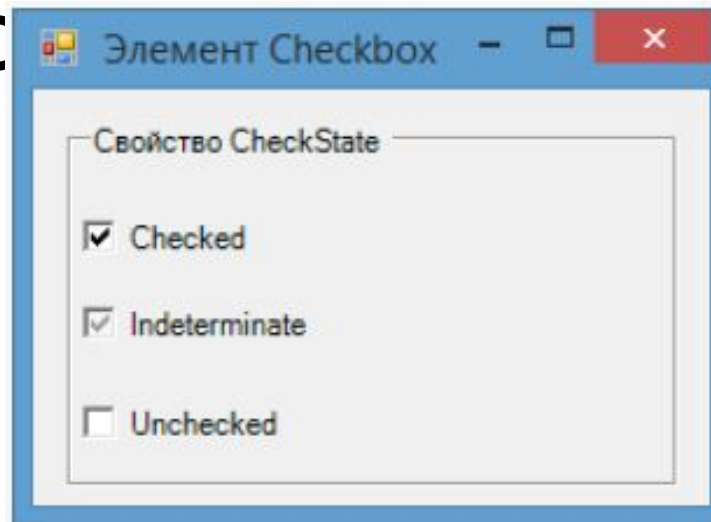 Элемент Checkbox
Свойство CheckState
Checked
Indeterminate
Unchecked